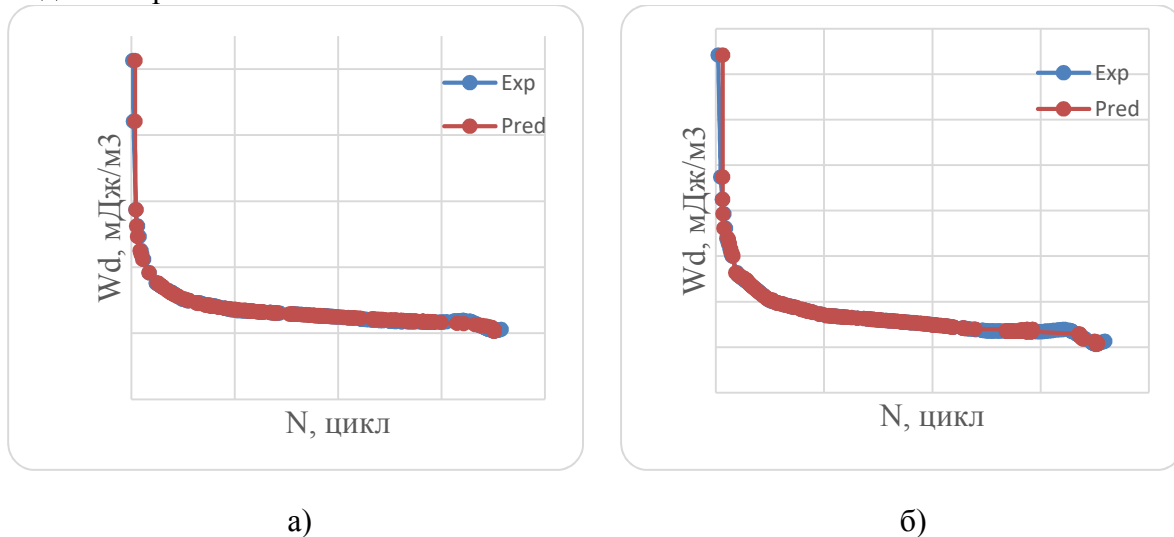 Exp
Pred
Wd, мДж/м3
N, цикл
а)
Exp
Pred
Wd, мДж/м3
N, цикл
б)